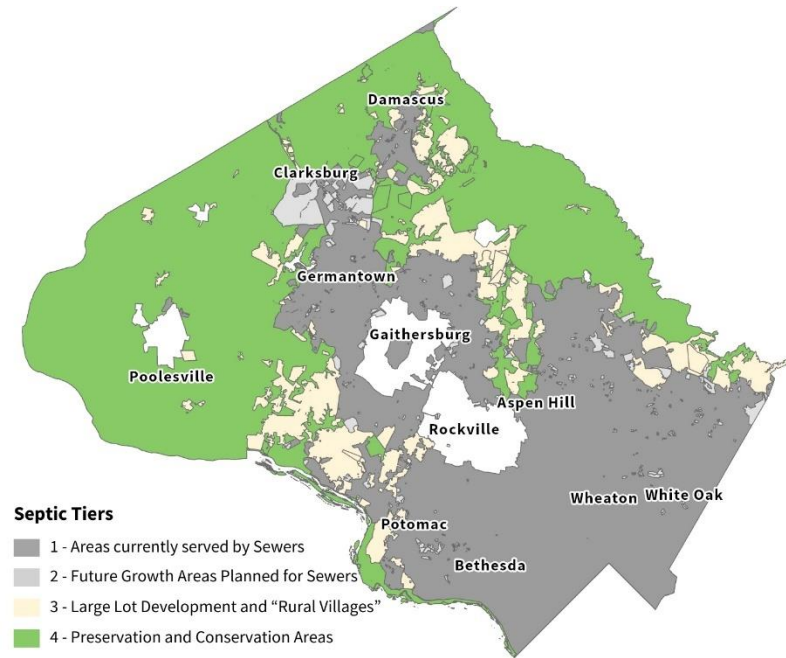 Damascus
Clarksburg
Germantown
Gaithersburg
Poolesville
Aspen Hill
Rockville
Wheaton
White Oak
Potomac
Bethesda
Septic Tiers
1 - Areas currently served by Sewers
2 - Future Growth Areas Planned for Sewers
3 - Large Lot Development and “Rural Villages”
4 - Preservation and Conservation Areas